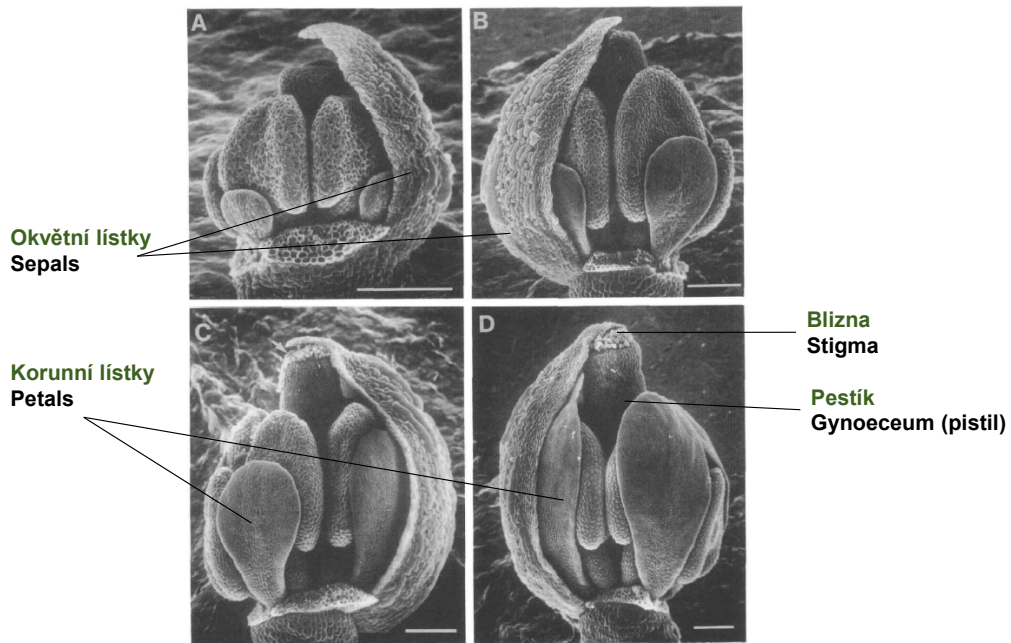 A
B
Okvětní lístky
Sepals
C
D
Blizna
Stigma
Korunní lístky
Petals
Pestík
Gynoeceum (pistil)